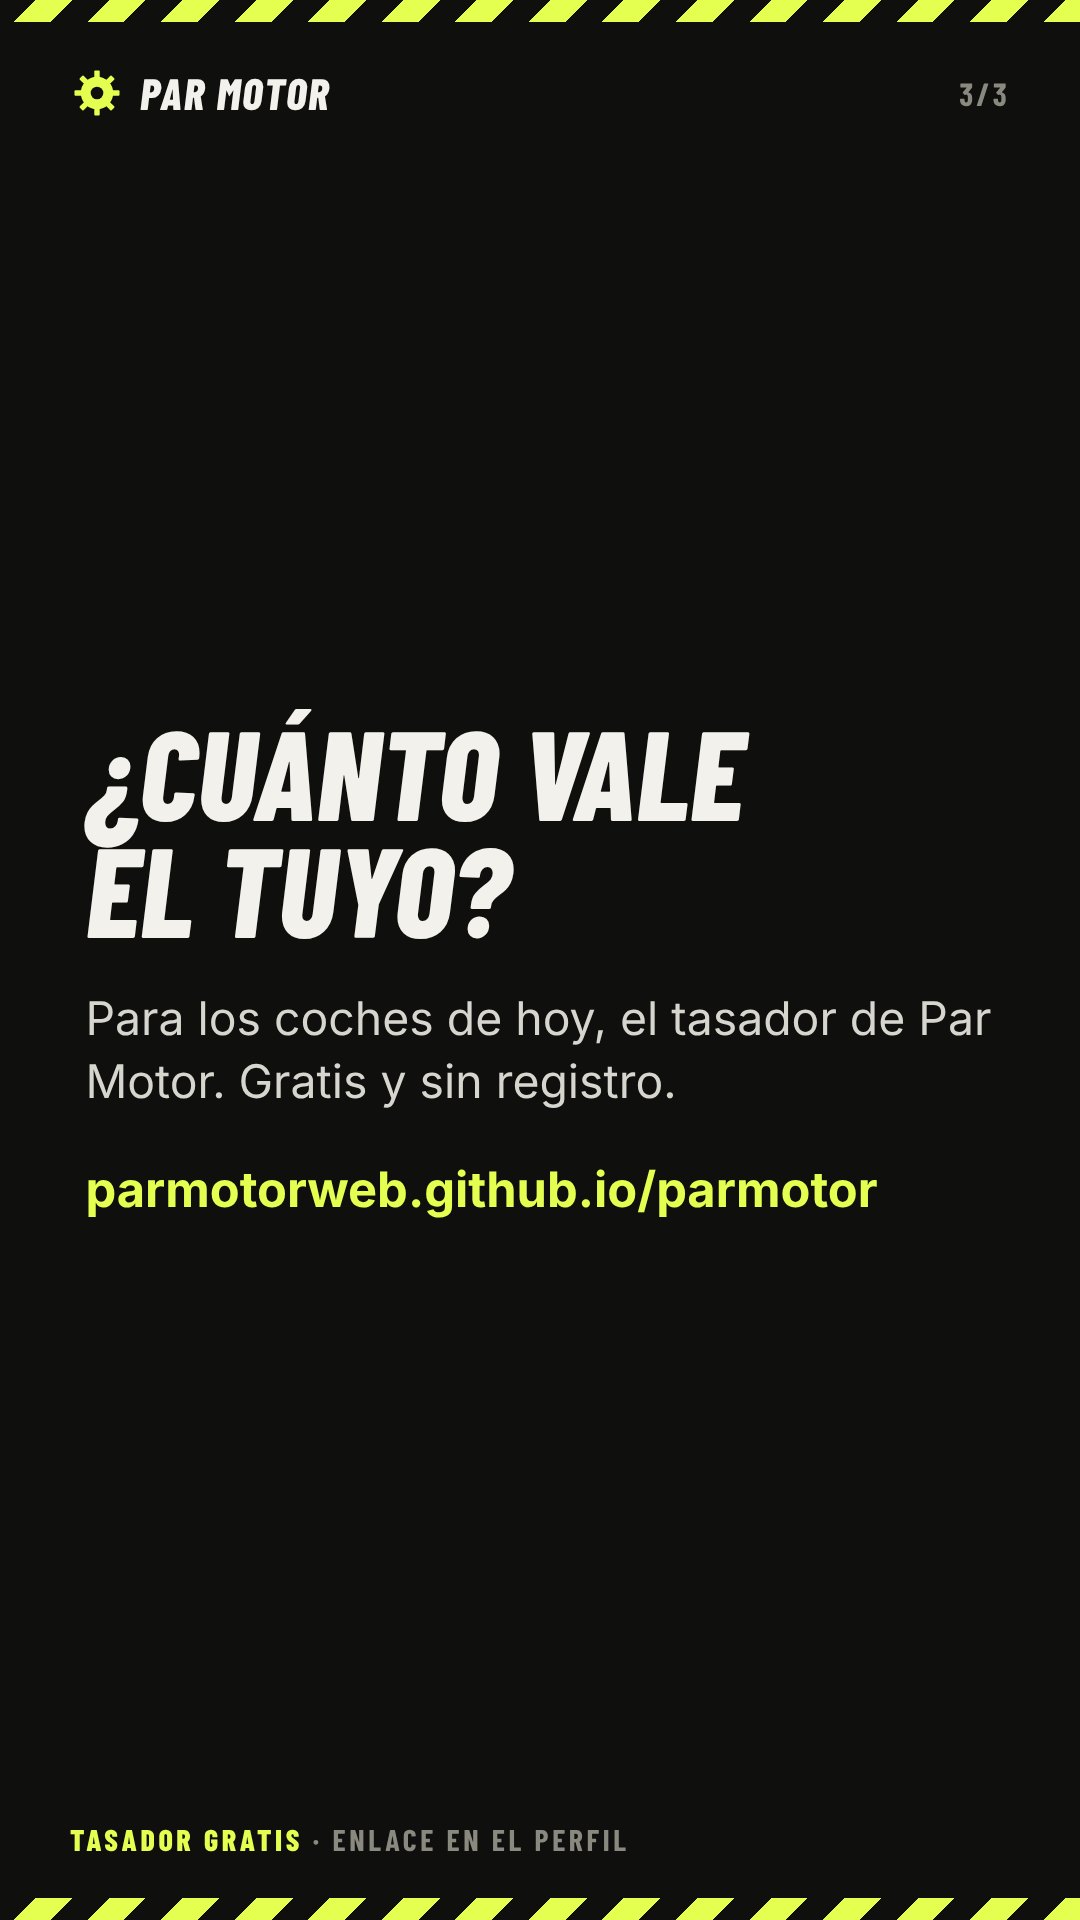 PAR MOTOR
3/3
¿CUÁNTO VALE
EL TUYO?
Para los coches de hoy, el tasador de Par
Motor. Gratis y sin registro.
parmotorweb.github.io/parmotor
TASADOR GRATIS · ENLACE EN EL PERFIL